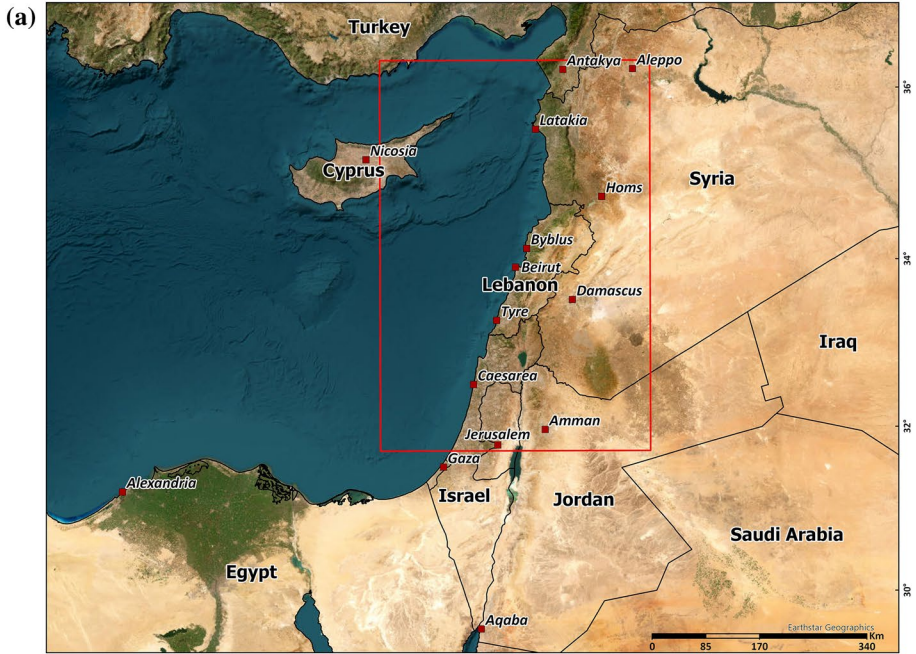 (a)
Turkey
Antakya
Aleppo
36°
Latakia
Nicosia
Cyprus
Syria
Homs
Byblus
34°
Beirut
Lebanon
Damascus
Tyre
Iraq
Caesarea
Amman
32°
Jerusalem
Gaza
Alexandria
Israel
Jordan
Saudi Arabia
Egypt
30°
Aqaba
Earthstar Geographics
Km
0 85 170 340